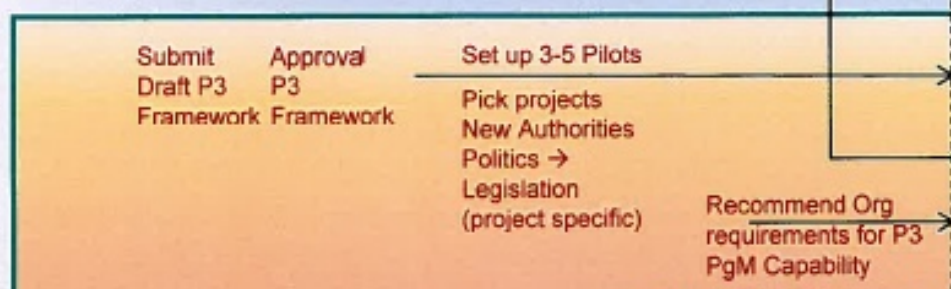 Submit
Draft P3
Framework
Approval
P3
Framework
Set up 3-5 Pilots
Pick projects
New Authorities
Politics →
Legislation
(project specific)
Recommend Org
requirements for P3
PgM Capability